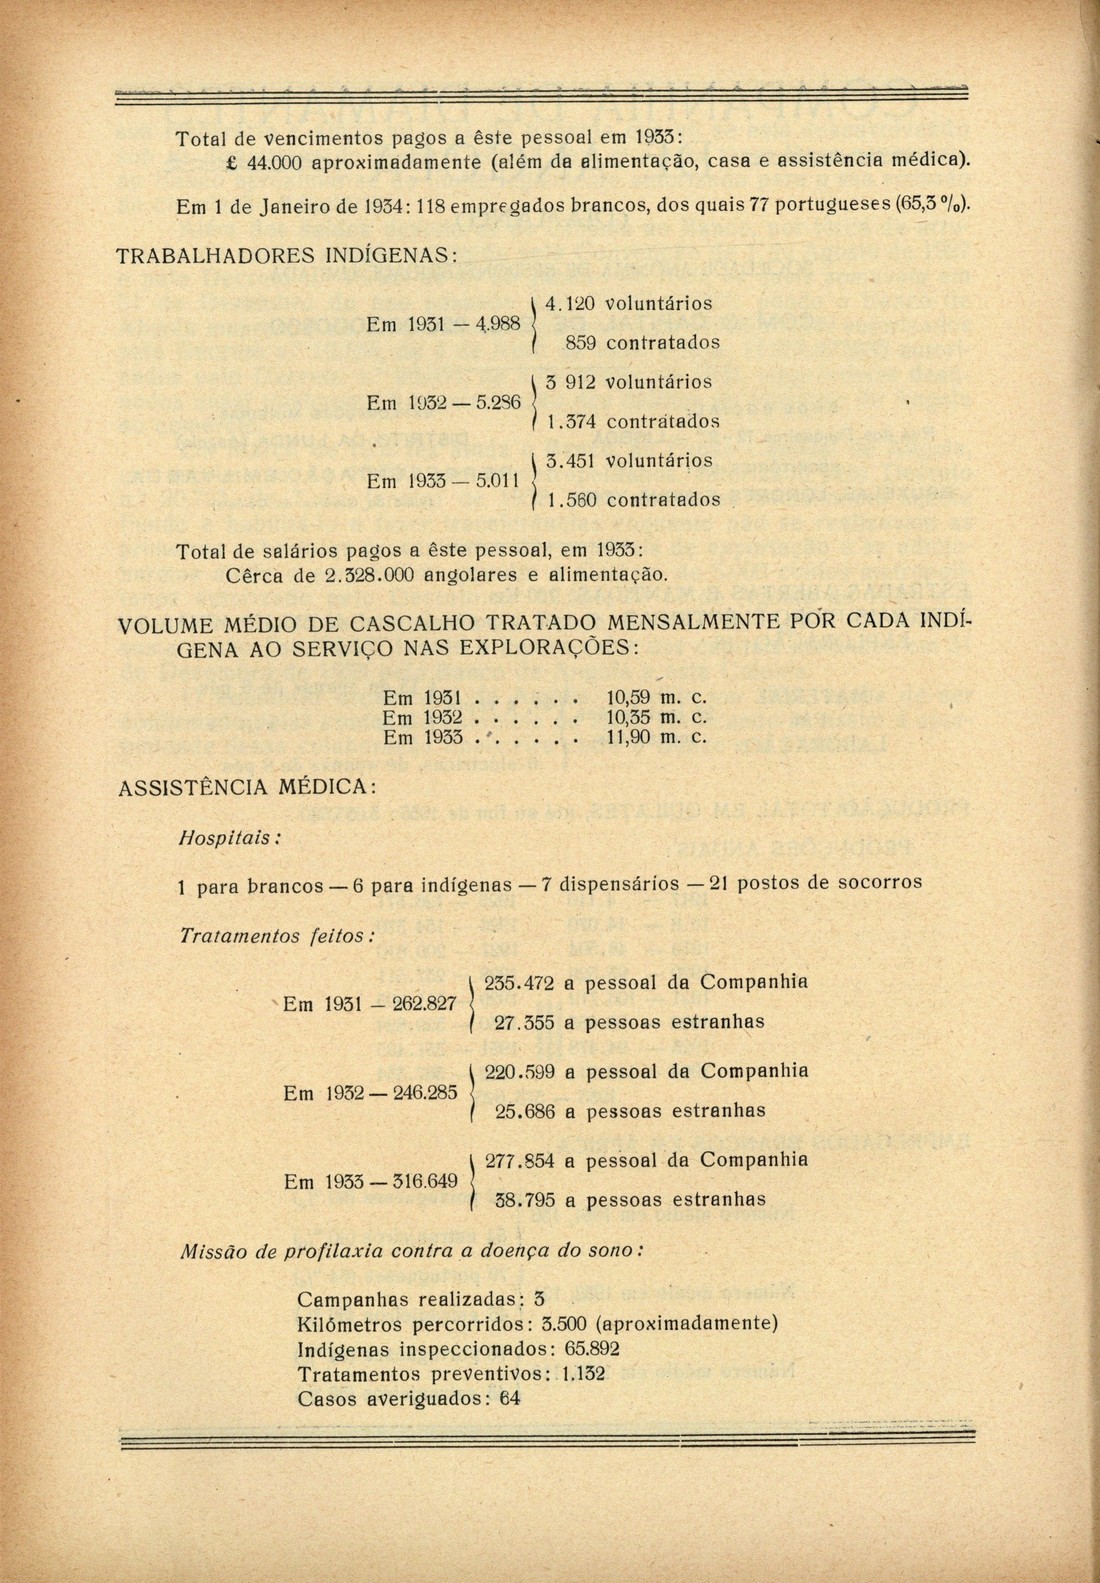 Total de vencimentos pagos a êste pessoal em 1933:
£ 44.000 aproximadamente (além da alimentação, casa e assistência médica).
Em 1 de Janeiro de 1934: 118 empregados brancos, dos quais 77 portugueses (65,3 %).
TRABALHADORES INDÍGENAS:
4.120 voluntários
Em 1931 — 4.988
859 contratados
3 912 voluntários
Em 1932 — 5.286
1.374 contratados
3.451 voluntários
Em 1933 — 5.011
1.560 contratados
Total de salários pagos a êste pessoal, em 1933:
Cêrca de 2.328.000 angolares e alimentação.
VOLUME MÉDIO DE CASCALHO TRATADO MENSALMENTE POR CADA INDÍ-
GENA AO SERVIÇO NAS EXPLORAÇÕES:
Em 1931 . . . . . . 10,59 m. c.
Em 1932 . . . . . . 10,35 m. c.
Em 1933 . . . . . . 11,90 m. c.
ASSISTÊNCIA MÉDICA:
Hospitais:
1 para brancos — 6 para indígenas — 7 dispensários — 21 postos de socorros
Tratamentos feitos:
235.472 a pessoal da Companhia
Em 1931 — 262.827
27.355 a pessoas estranhas
220.599 a pessoal da Companhia
Em 1932 — 246.285
25.686 a pessoas estranhas
277.854 a pessoal da Companhia
Em 1933 — 316.649
38.795 a pessoas estranhas
Missão de profilaxia contra a doença do sono:
Campanhas realizadas: 3
Kilómetros percorridos: 3.500 (aproximadamente)
Indígenas inspeccionados: 65.892
Tratamentos preventivos: 1.132
Casos averiguados: 64